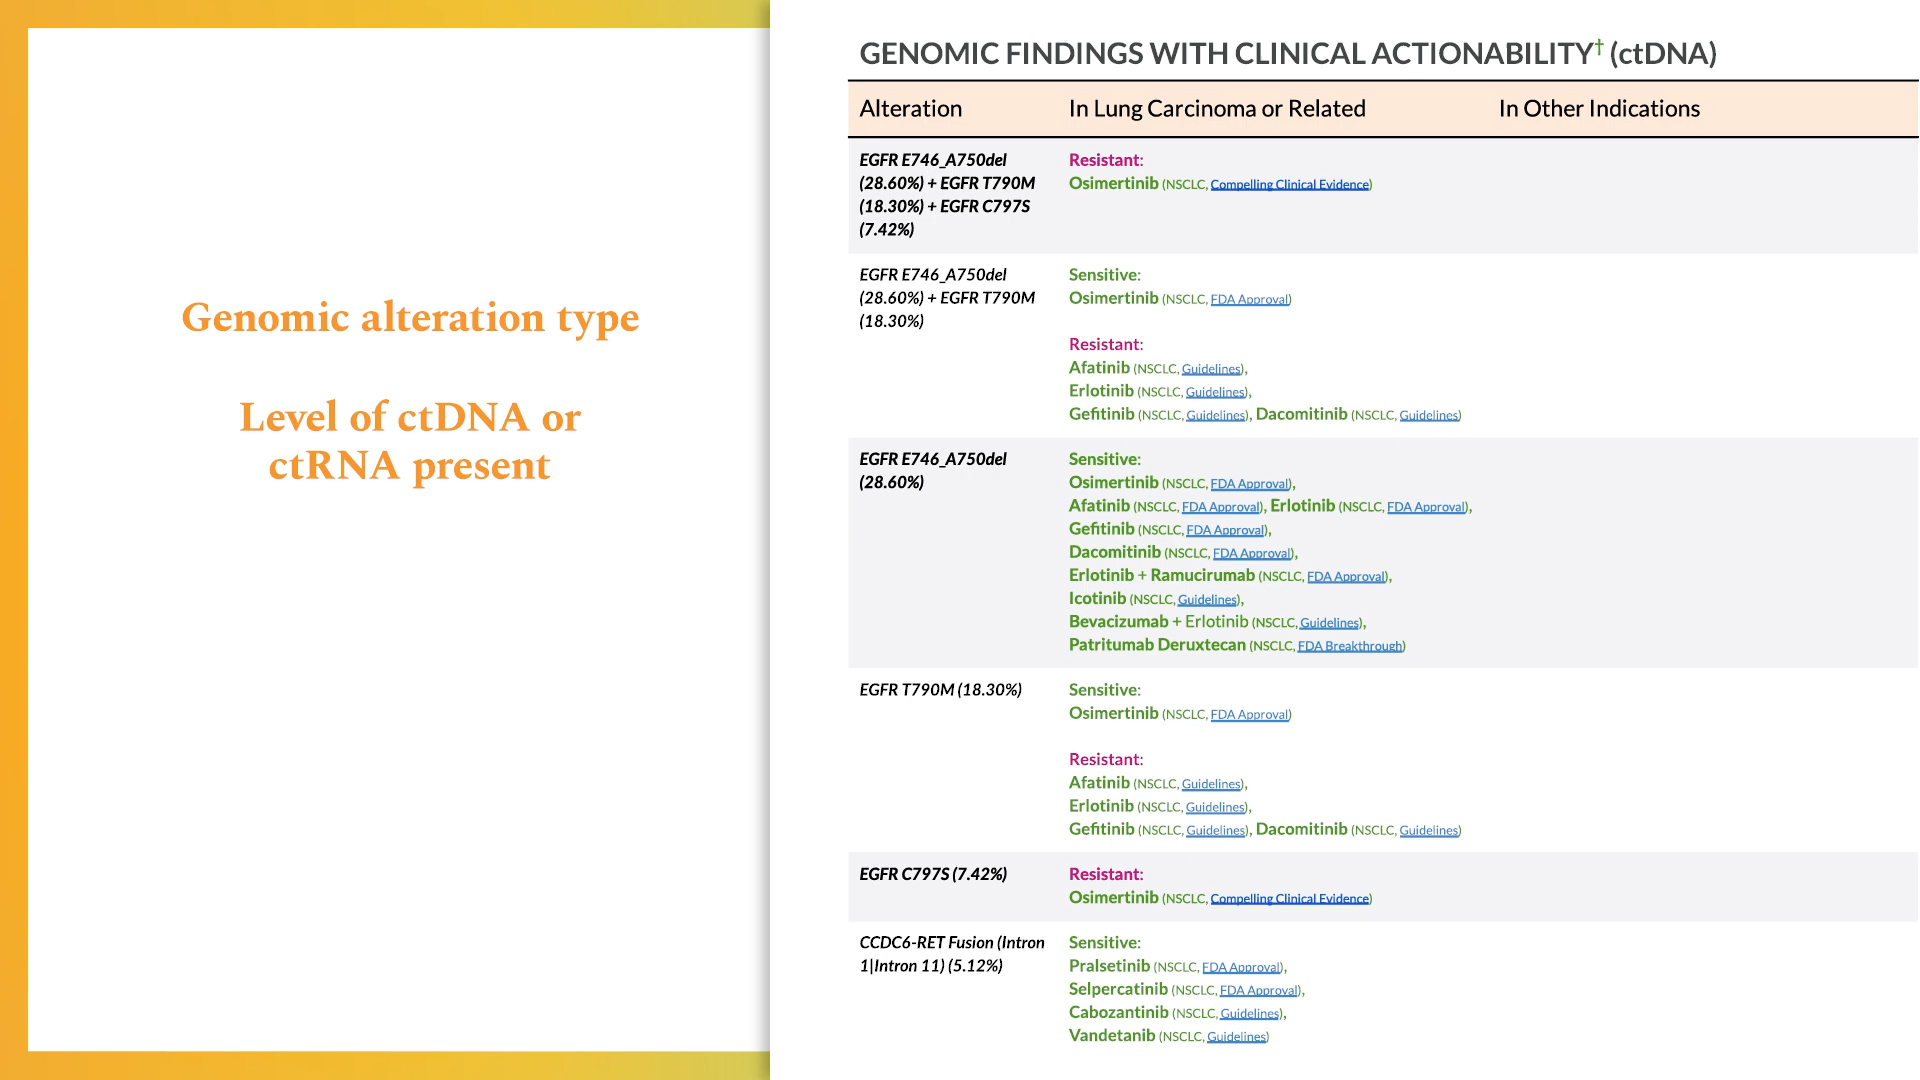 Genomic alteration type
Level of ctDNA or
ctRNA present
GENOMIC FINDINGS WITH CLINICAL ACTIONABILITY† (ctDNA)
Alteration In Lung Carcinoma or Related In Other Indications
EGFR E746_A750del
(28.60%) + EGFR T790M
(18.30%) + EGFR C797S
(7.42%)
Resistant:
Osimertinib (NSCLC, Compelling Clinical Evidence)
EGFR E746_A750del
(28.60%) + EGFR T790M
(18.30%)
Sensitive:
Osimertinib (NSCLC, FDA Approval)
Resistant:
Afatinib (NSCLC, Guidelines),
Erlotinib (NSCLC, Guidelines),
Gefitinib (NSCLC, Guidelines), Dacomitinib (NSCLC, Guidelines)
EGFR E746_A750del
(28.60%)
Sensitive:
Osimertinib (NSCLC, FDA Approval),
Afatinib (NSCLC, FDA Approval), Erlotinib (NSCLC, FDA Approval),
Gefitinib (NSCLC, FDA Approval),
Dacomitinib (NSCLC, FDA Approval),
Erlotinib + Ramucirumab (NSCLC, FDA Approval),
Icotinib (NSCLC, Guidelines),
Bevacizumab + Erlotinib (NSCLC, Guidelines),
Patritumab Deruxtecan (NSCLC, FDA Breakthrough)
EGFR T790M (18.30%)
Sensitive:
Osimertinib (NSCLC, FDA Approval)
Resistant:
Afatinib (NSCLC, Guidelines),
Erlotinib (NSCLC, Guidelines),
Gefitinib (NSCLC, Guidelines), Dacomitinib (NSCLC, Guidelines)
EGFR C797S (7.42%)
Resistant:
Osimertinib (NSCLC, Compelling Clinical Evidence)
CCDC6-RET Fusion (Intron
1|Intron 11) (5.12%)
Sensitive:
Pralsetinib (NSCLC, FDA Approval),
Selpercatinib (NSCLC, FDA Approval),
Cabozantinib (NSCLC, Guidelines),
Vandetanib (NSCLC, Guidelines)